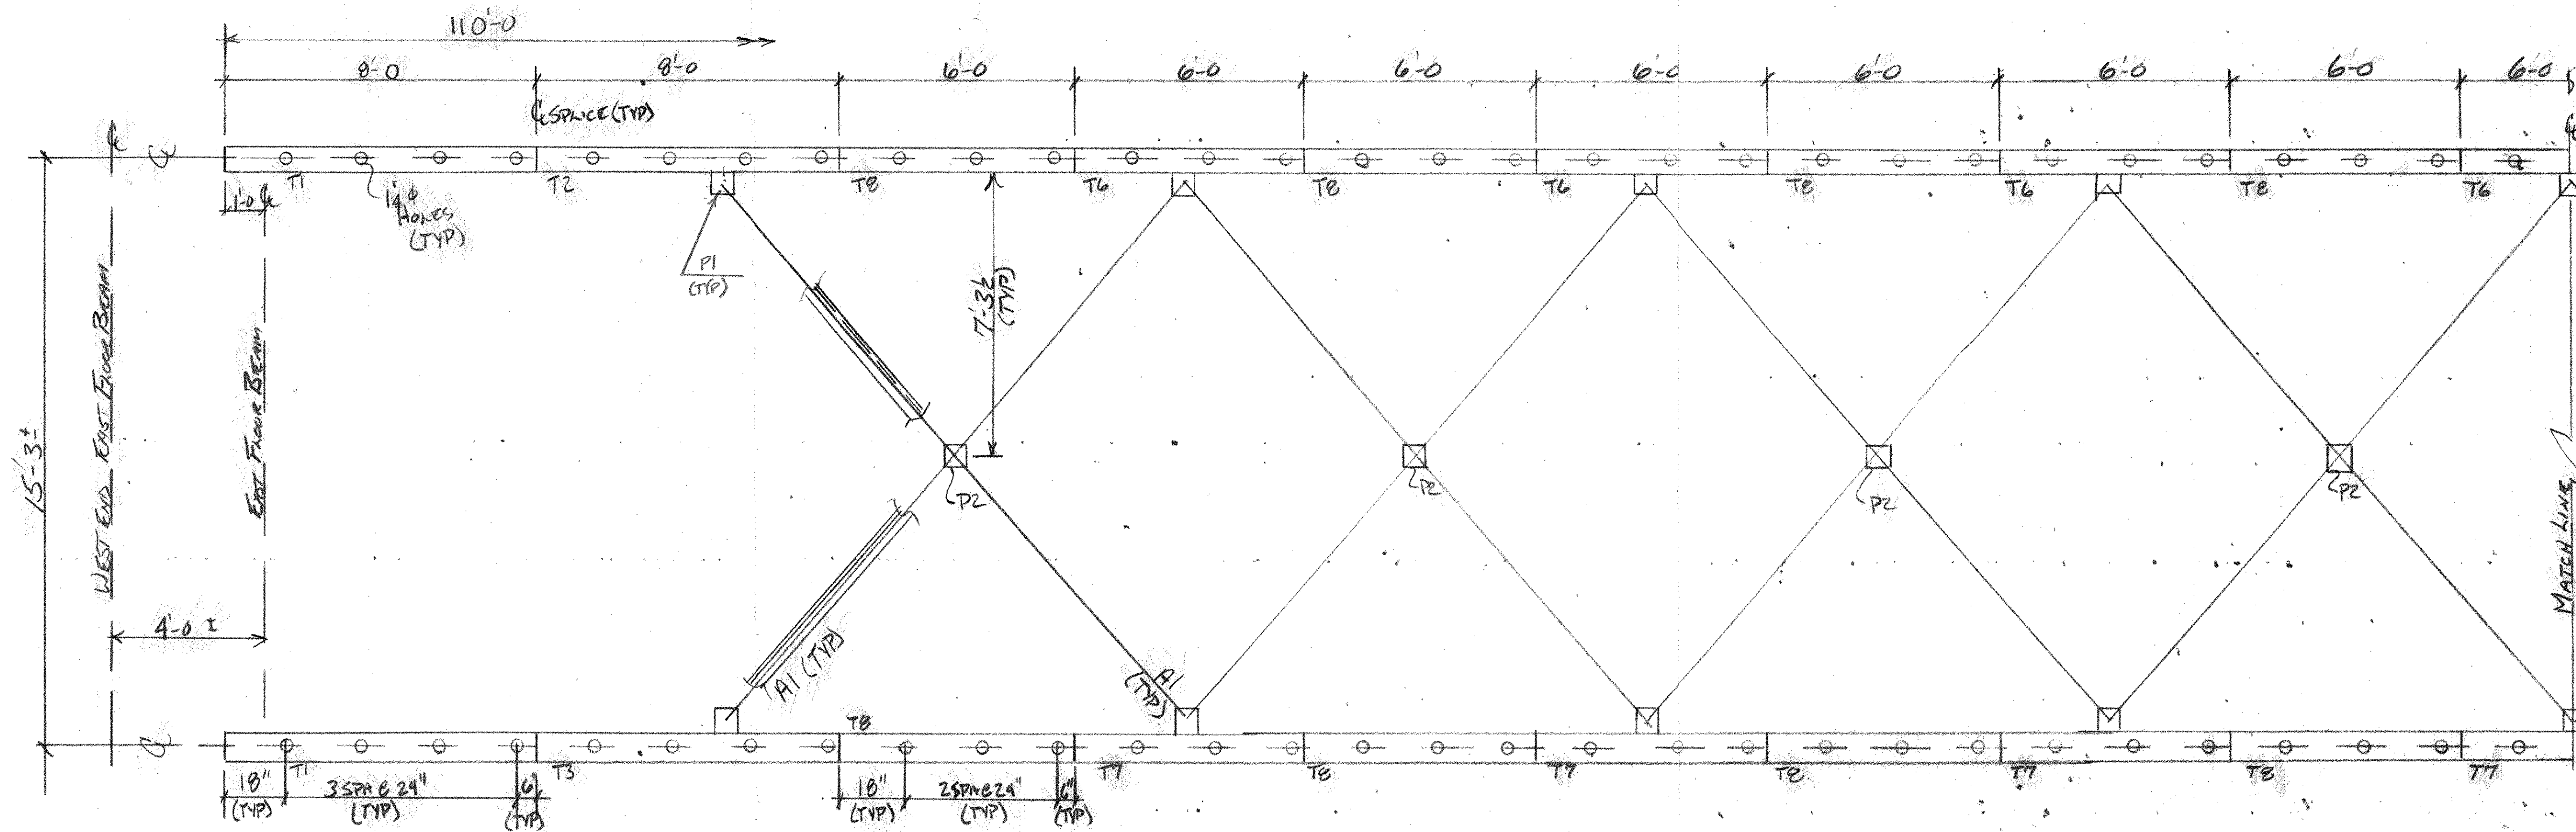 110'-0
8'-0
8'-0
6'-0
6'-0
6'-0
6'-0
6'-0
6'-0
6'-0
6'-0
℄ SPLICE (TYP)
℄
℄
T1
T2
T8
T6
T8
T6
T8
T6
T8
T6
1'-0
℄
1/4 φ
HOLES
(TYP)
P1
(TYP)
7'-3½
(TYP)
WEST END EXIST FLOOR BEAM
EXIST FLOOR BEAM
15'-3±
4'-0±
P2
P2
P2
P2
MATCH LINE
A1 (TYP)
A1
(TYP)
℄
T8
T1
T3
T7
T8
T7
T8
T7
T8
T7
18"
(TYP)
3 SPA @ 24"
(TYP)
6"
(TYP)
18"
(TYP)
2 SPA @ 24"
(TYP)
6"
(TYP)